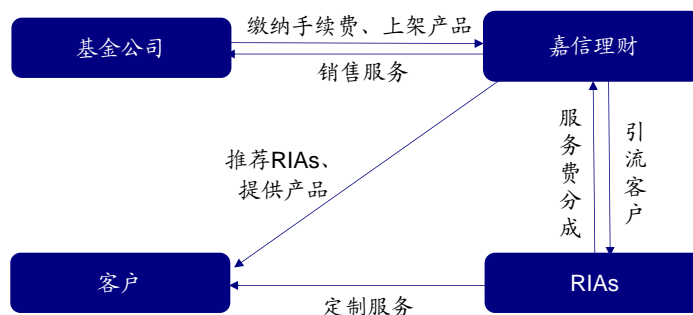 缴纳手续费、上架产品
基金公司
嘉信理财
销售服务
推荐RIAs、
提供产品
服务费分成
引流客户
客户
RIAs
定制服务